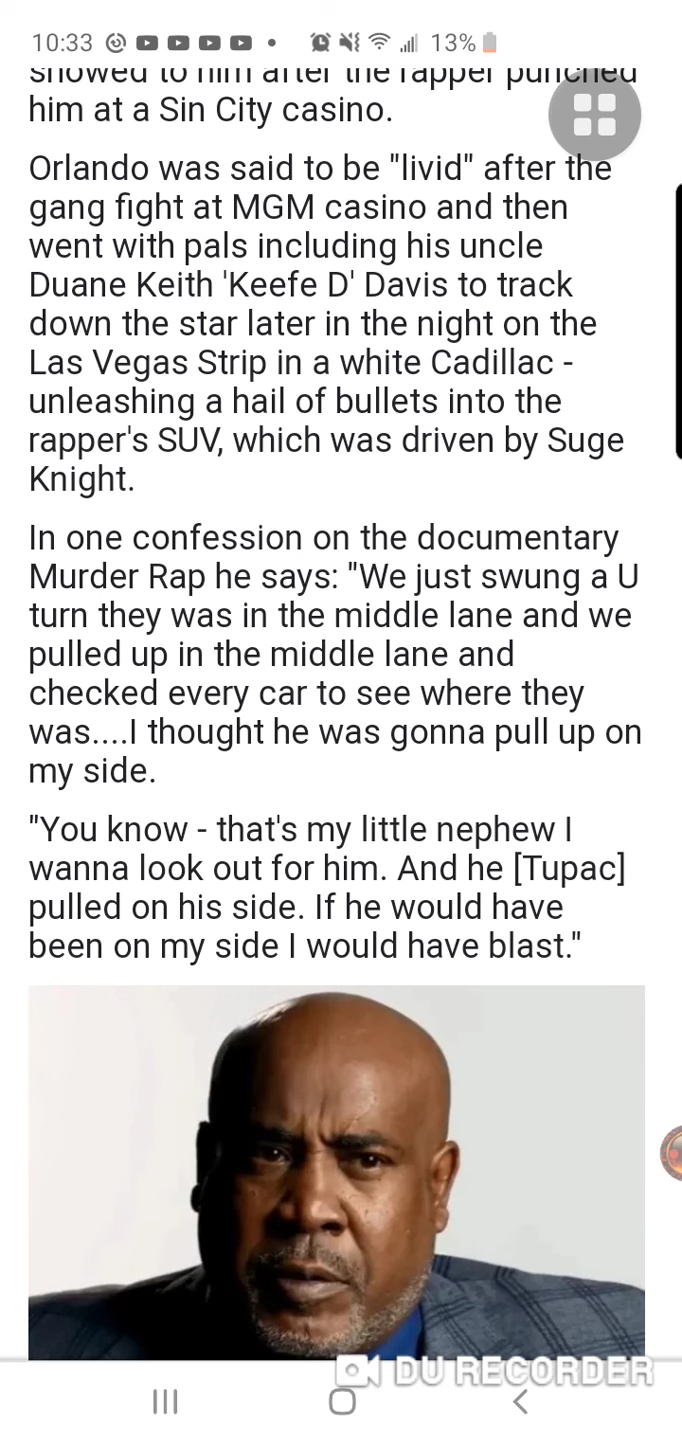 10:33
13%
showed to him after the rapper punched
him at a Sin City casino.
Orlando was said to be "livid" after the
gang fight at MGM casino and then
went with pals including his uncle
Duane Keith 'Keefe D' Davis to track
down the star later in the night on the
Las Vegas Strip in a white Cadillac -
unleashing a hail of bullets into the
rapper's SUV, which was driven by Suge
Knight.
In one confession on the documentary
Murder Rap he says: "We just swung a U
turn they was in the middle lane and we
pulled up in the middle lane and
checked every car to see where they
was....I thought he was gonna pull up on
my side.
"You know - that's my little nephew I
wanna look out for him. And he [Tupac]
pulled on his side. If he would have
been on my side I would have blast."
DU RECORDER